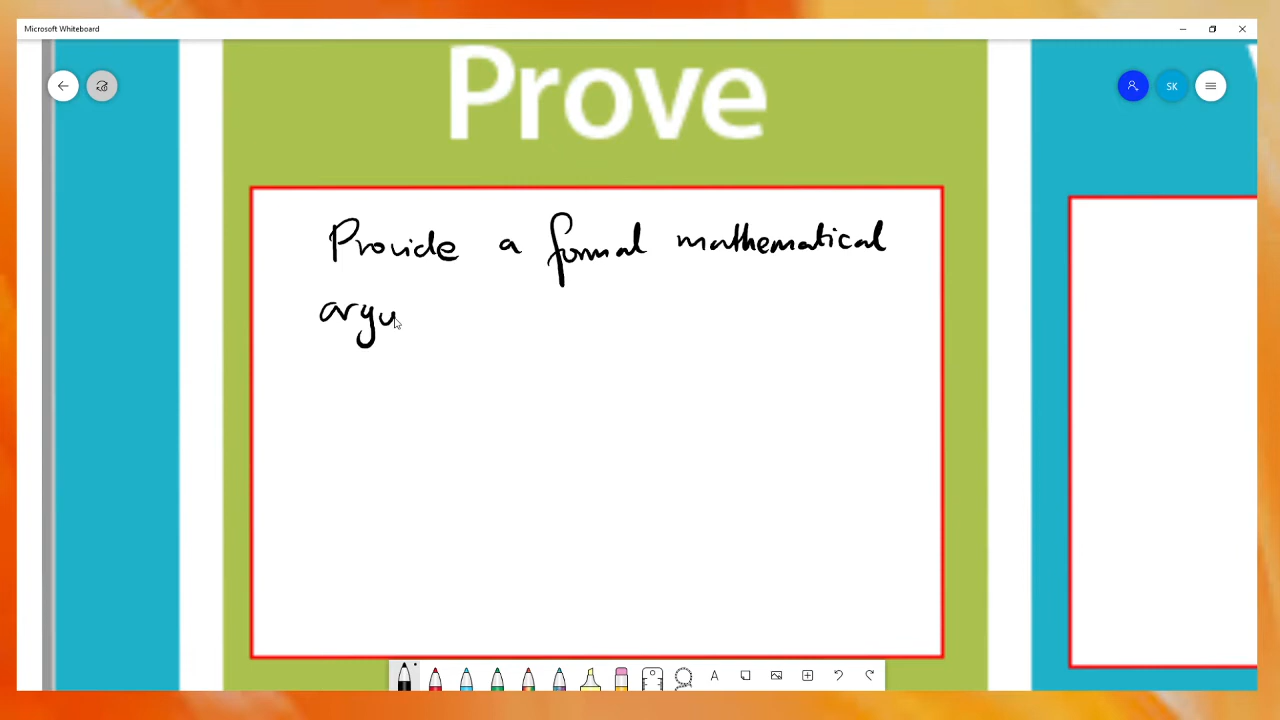 Microsoft Whiteboard
Prove
SK
Provide a formal mathematical
argu
A